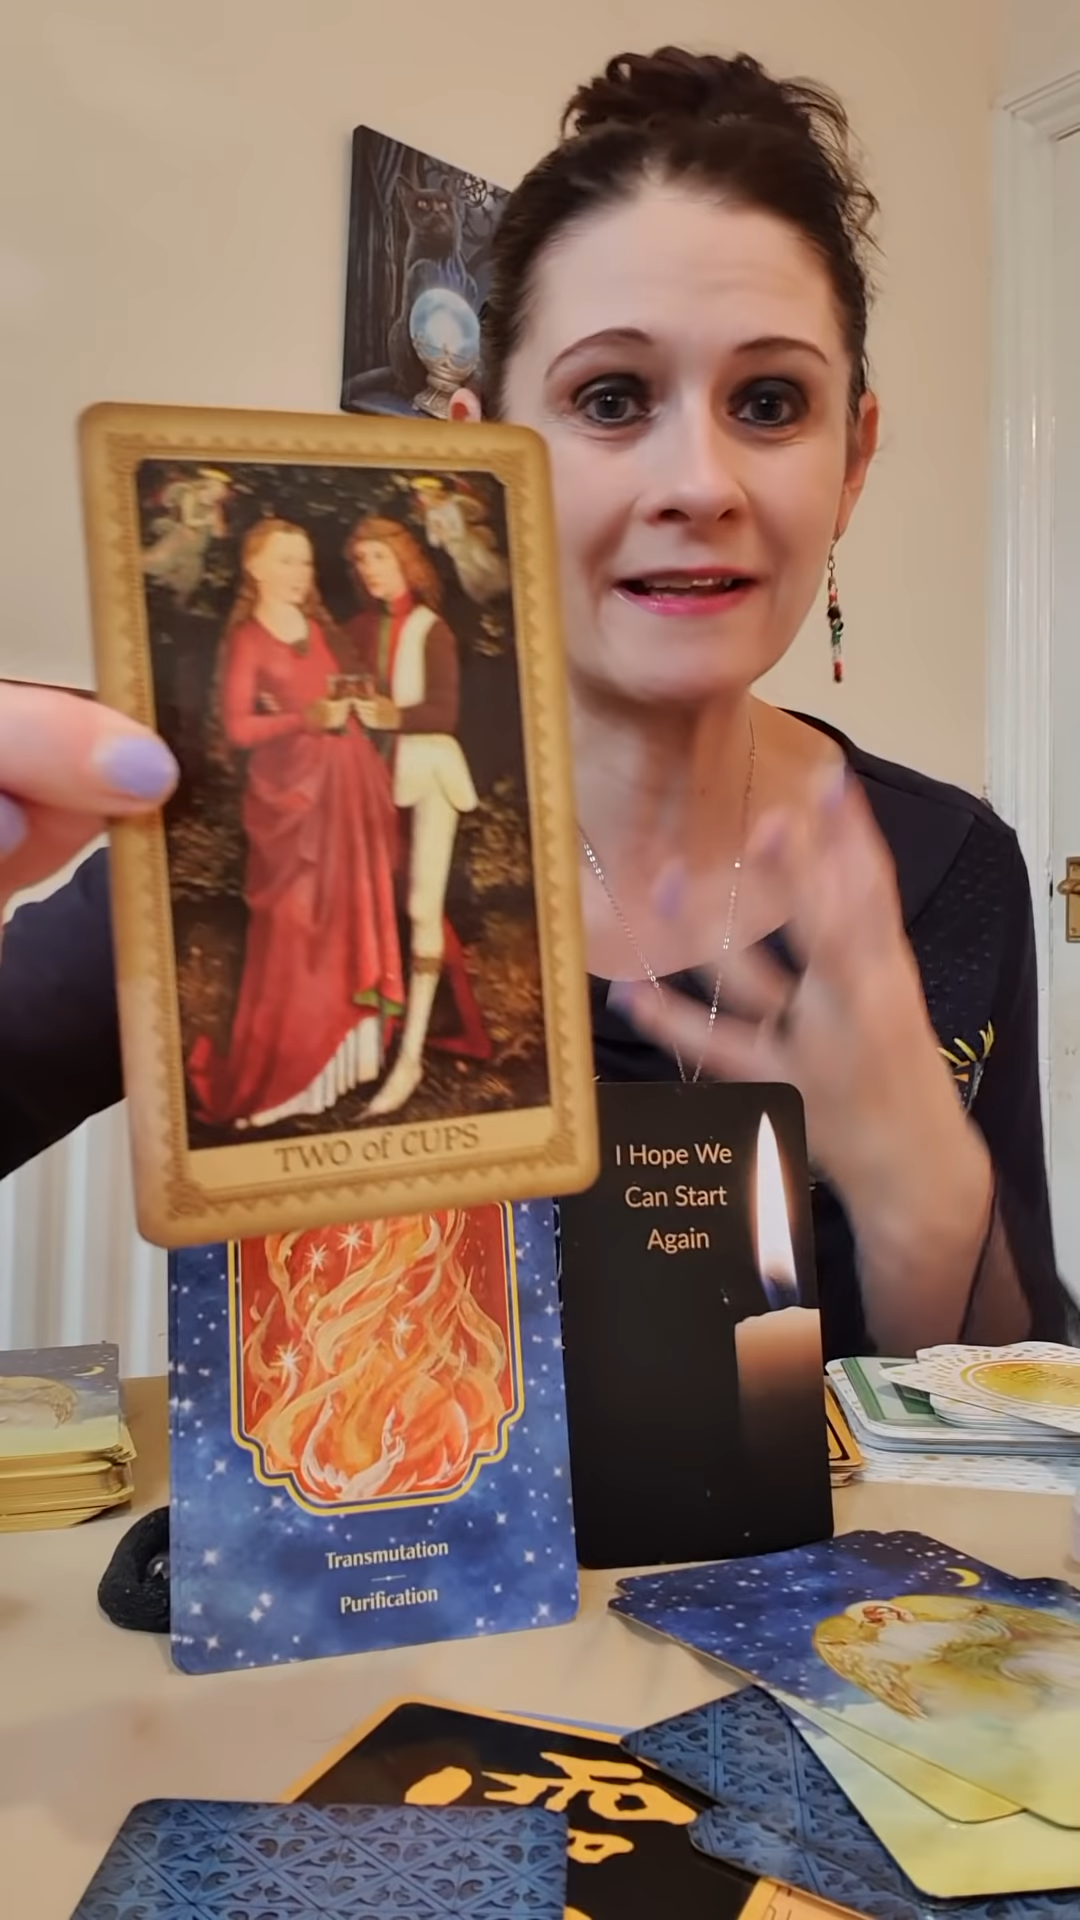 TWO of CUPS
I Hope We
Can Start
Again
Transmutation
Purification